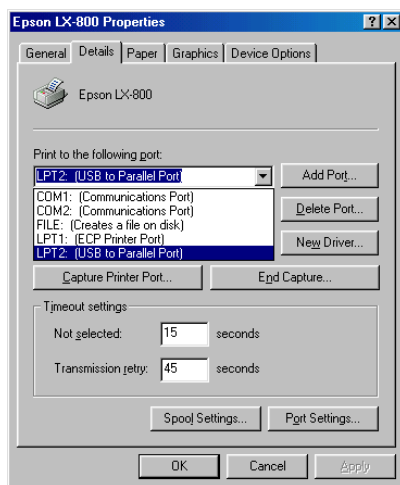 Epson LX-800 Properties
General Details Paper Graphics Device Options
Epson LX-800
Print to the following port:
LPT2: (USB to Parallel Port) Add Port...
COM1: (Communications Port)
COM2: (Communications Port) Delete Port...
FILE: (Creates a file on disk)
LPT1: (ECP Printer Port) New Driver...
LPT2: (USB to Parallel Port)
Capture Printer Port... End Capture...
Timeout settings
Not selected: 15 seconds
Transmission retry: 45 seconds
Spool Settings... Port Settings...
OK Cancel Apply